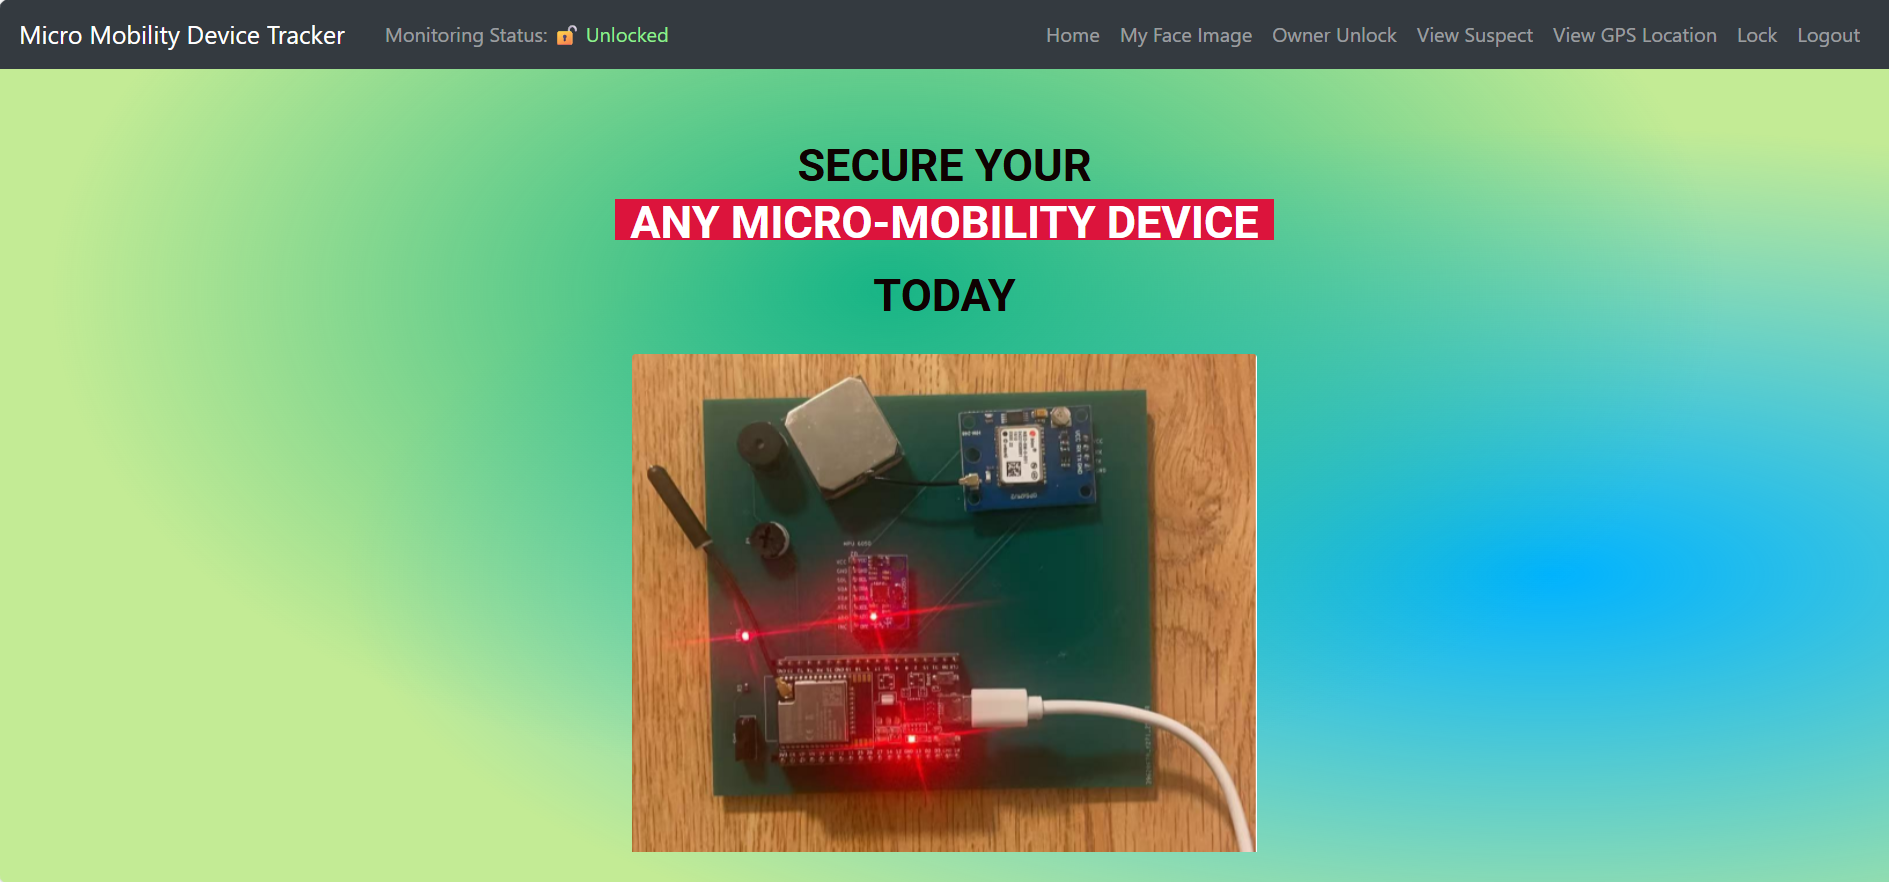 Micro Mobility Device Tracker
Monitoring Status: 🔓 Unlocked
Home
My Face Image
Owner Unlock
View Suspect
View GPS Location
Lock
Logout
SECURE YOUR
ANY MICRO-MOBILITY DEVICE
TODAY